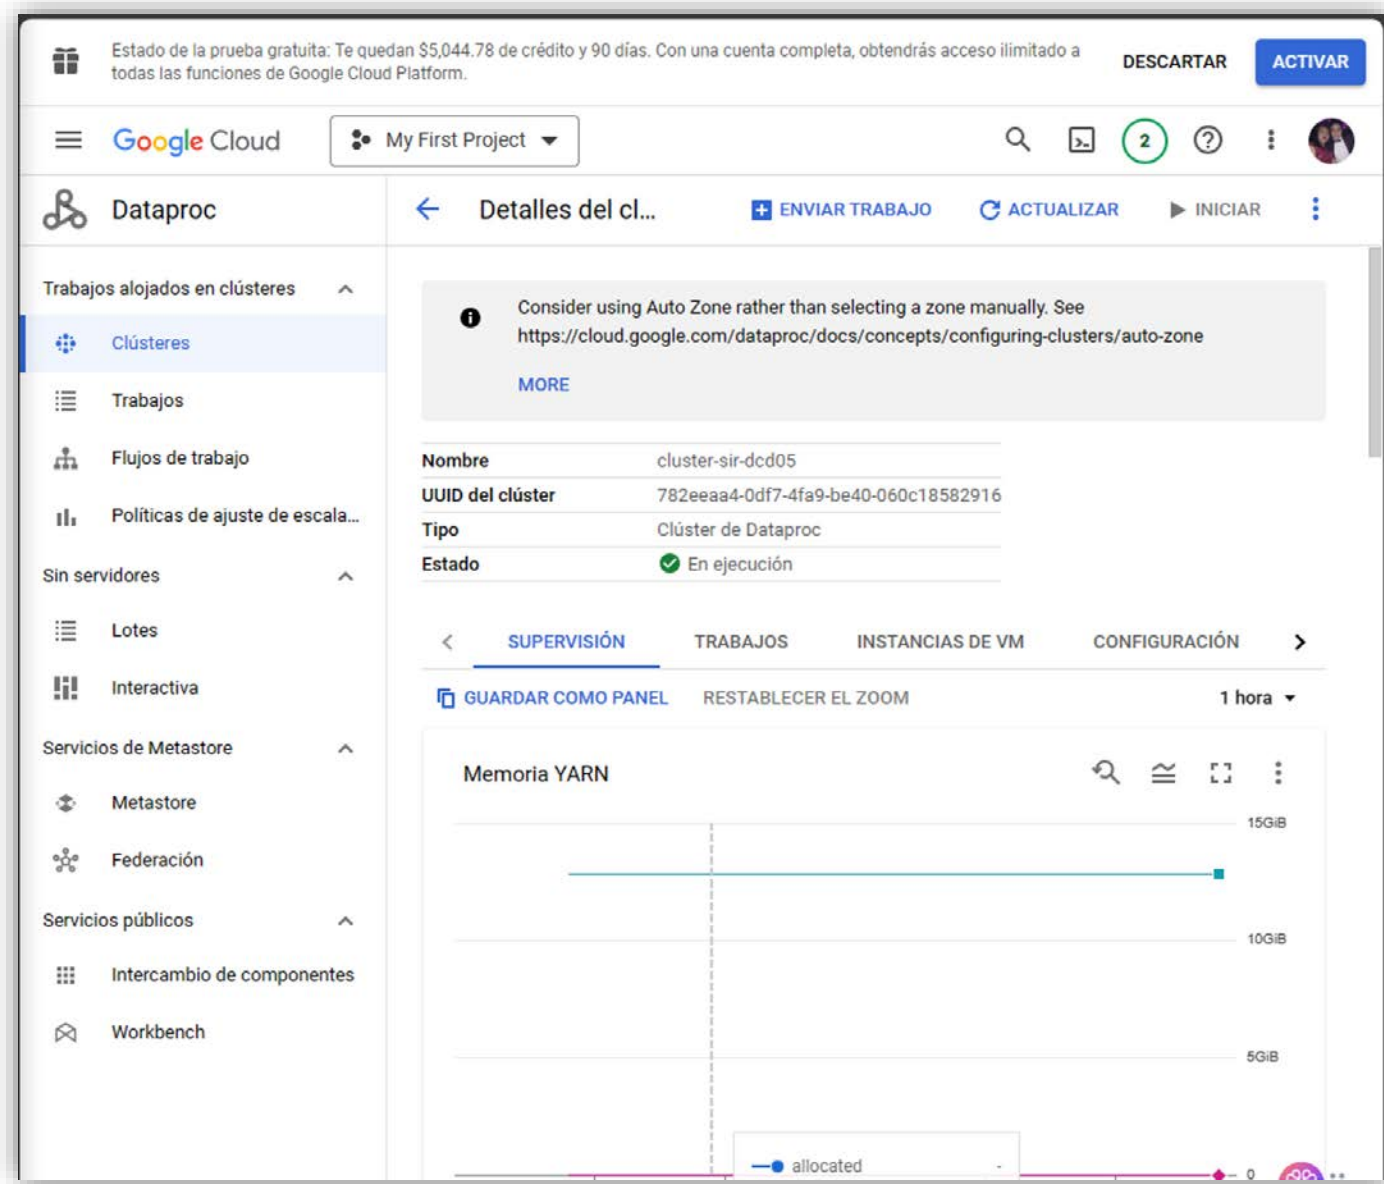 Estado de la prueba gratuita: Te quedan $5,044.78 de crédito y 90 días. Con una cuenta completa, obtendrás acceso ilimitado a
todas las funciones de Google Cloud Platform.
DESCARTAR
ACTIVAR
Google Cloud
My First Project
2
Dataproc
Detalles del cl...
ENVIAR TRABAJO
ACTUALIZAR
INICIAR
Trabajos alojados en clústeres
Clústeres
Trabajos
Flujos de trabajo
Políticas de ajuste de escala...
Sin servidores
Lotes
Interactiva
Servicios de Metastore
Metastore
Federación
Servicios públicos
Intercambio de componentes
Workbench
Consider using Auto Zone rather than selecting a zone manually. See
https://cloud.google.com/dataproc/docs/concepts/configuring-clusters/auto-zone
MORE
Nombre cluster-sir-dcd05
UUID del clúster 782eeaa4-0df7-4fa9-be40-060c18582916
Tipo Clúster de Dataproc
Estado En ejecución
SUPERVISIÓN
TRABAJOS
INSTANCIAS DE VM
CONFIGURACIÓN
GUARDAR COMO PANEL
RESTABLECER EL ZOOM
1 hora
Memoria YARN
15GiB
10GiB
5GiB
allocated -
0